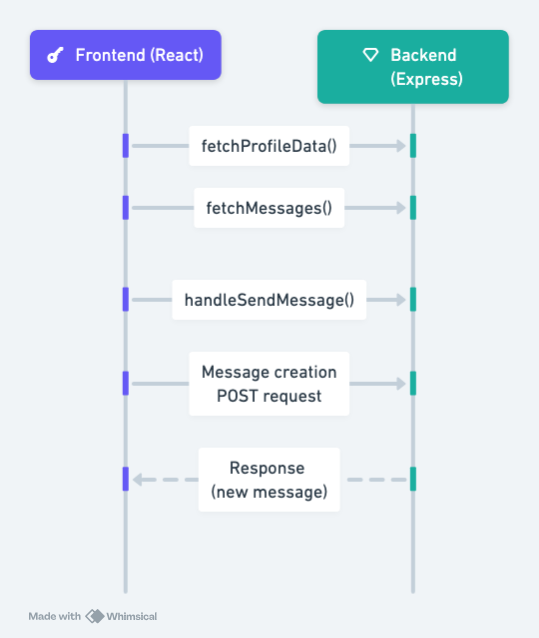 Frontend (React)
Backend
(Express)
fetchProfileData()
fetchMessages()
handleSendMessage()
Message creation
POST request
Response
(new message)
Made with Whimsical